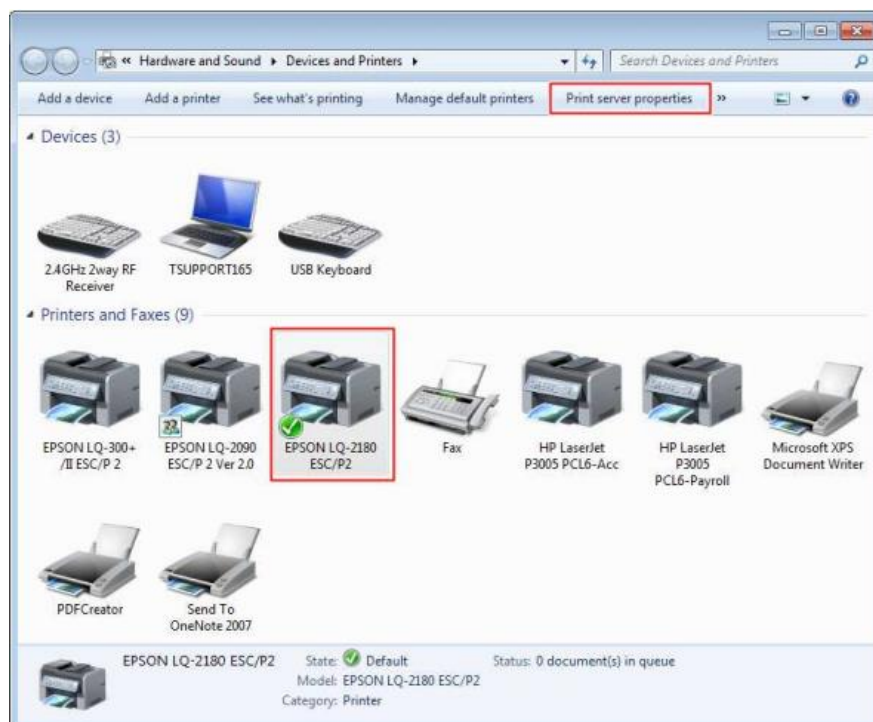 « Hardware and Sound ▸ Devices and Printers ▸ Search Devices and Printers
Add a device Add a printer See what's printing Manage default printers Print server properties »
Devices (3)
2.4GHz 2way RF Receiver
TSUPPORT165
USB Keyboard
Printers and Faxes (9)
EPSON LQ-300+ /II ESC/P 2
EPSON LQ-2090 ESC/P 2 Ver 2.0
EPSON LQ-2180 ESC/P2
Fax
HP LaserJet P3005 PCL6-Acc
HP LaserJet P3005 PCL6-Payroll
Microsoft XPS Document Writer
PDFCreator
Send To OneNote 2007
EPSON LQ-2180 ESC/P2 State: Default Status: 0 document(s) in queue
Model: EPSON LQ-2180 ESC/P2
Category: Printer